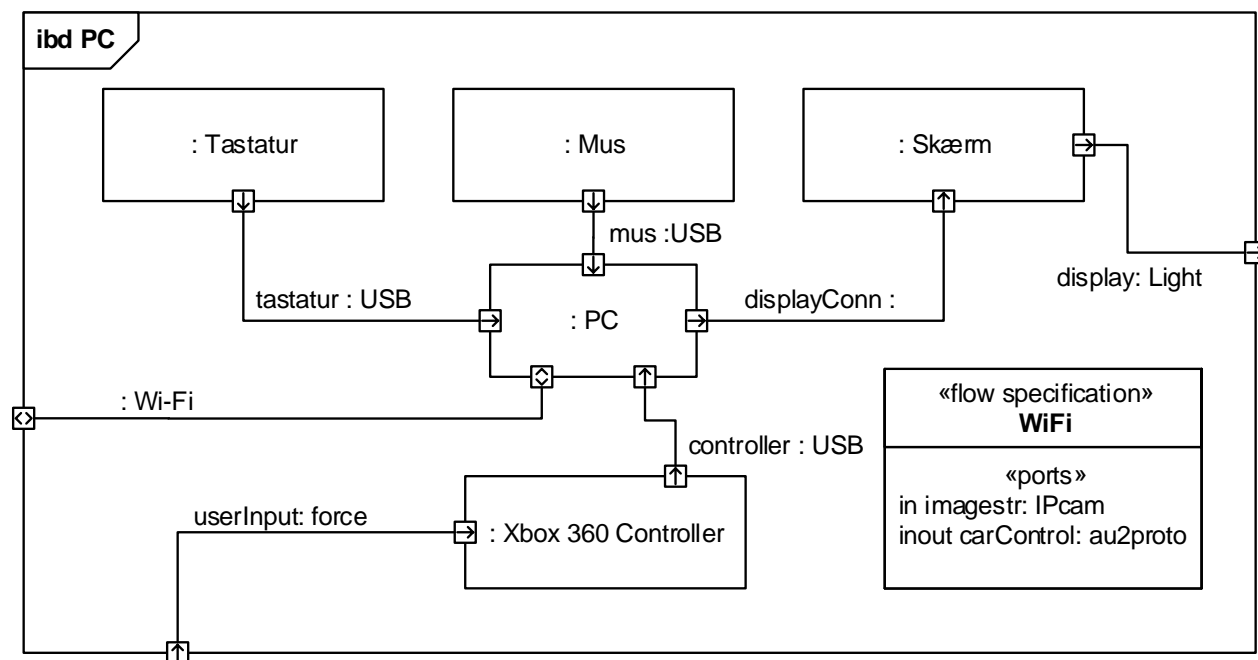 ibd PC
: Tastatur
: Mus
: Skærm
mus :USB
display: Light
tastatur : USB
: PC
displayConn :
: Wi-Fi
«flow specification»
WiFi
«ports»
in imagestr: IPcam
inout carControl: au2proto
controller : USB
userInput: force
: Xbox 360 Controller